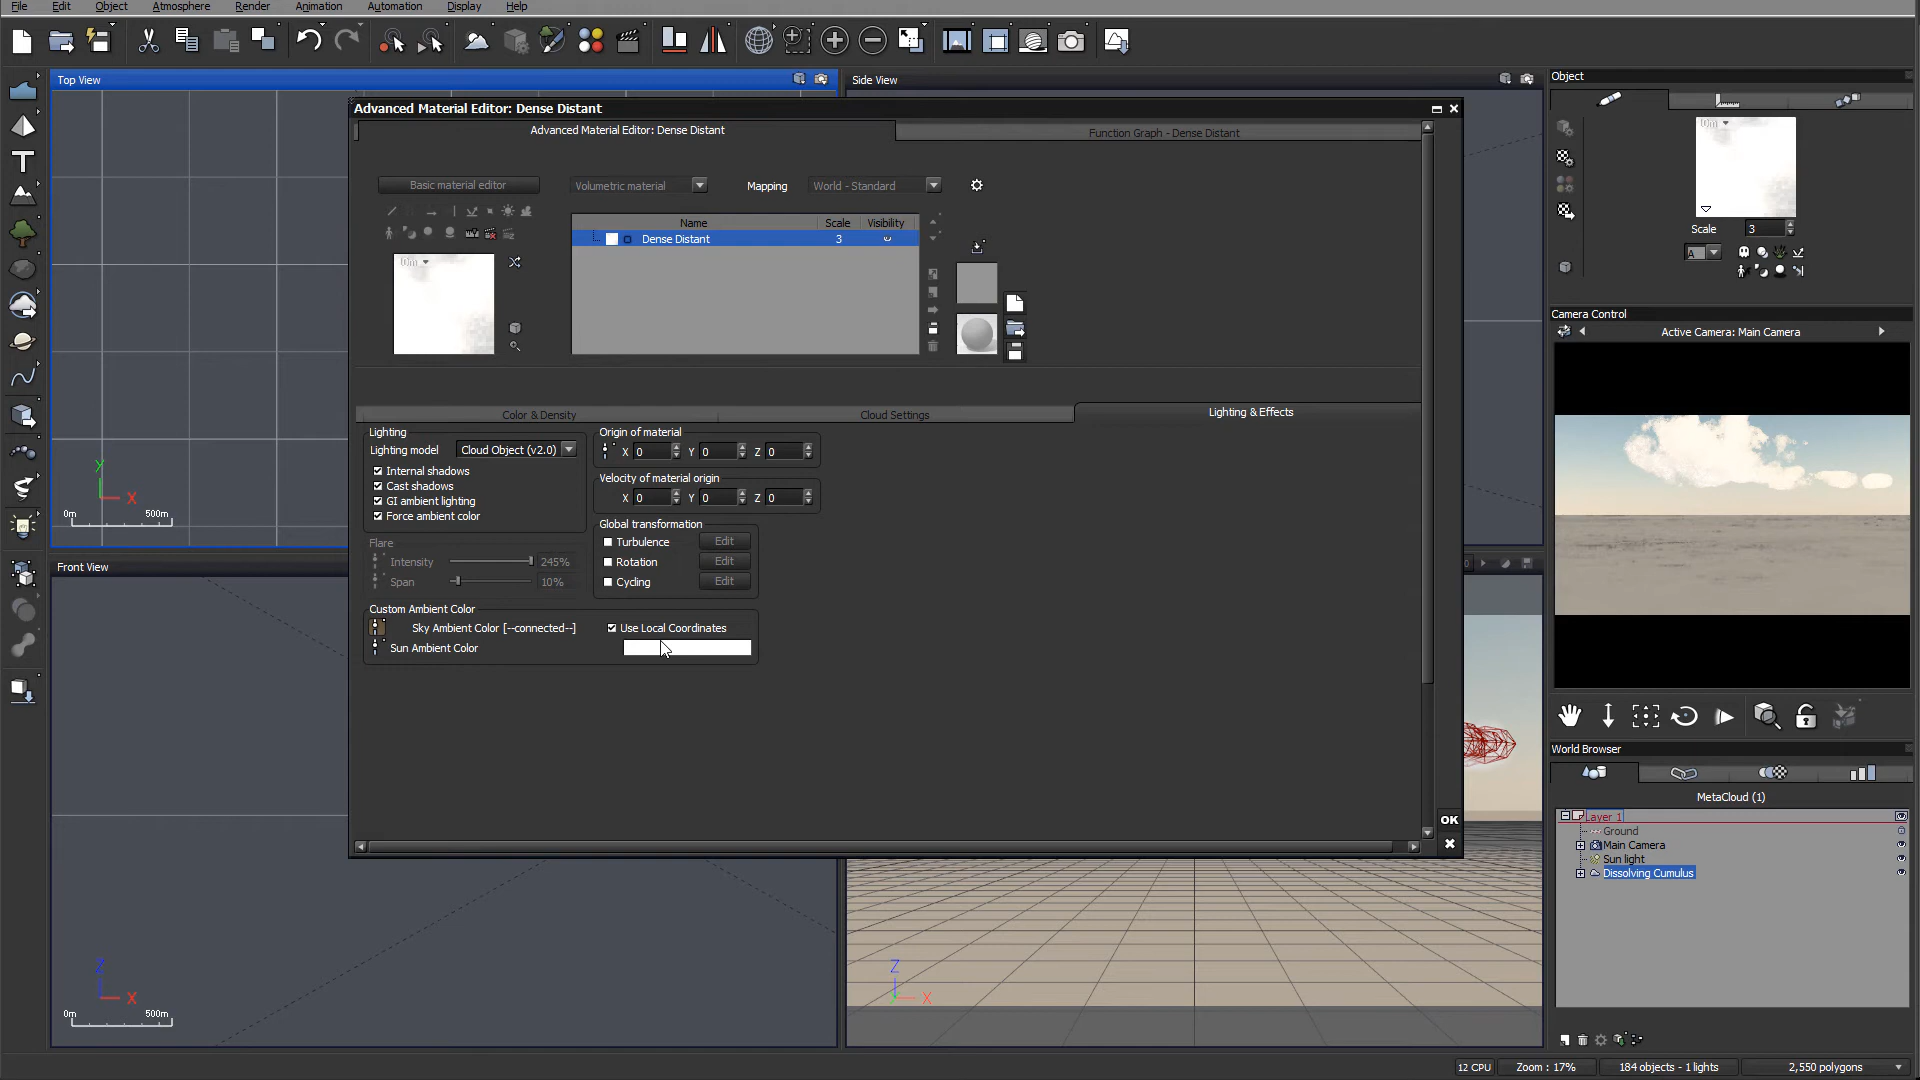 File Edit Object Atmosphere Render Animation Automation Display Help
Top View
Side View
Object
Advanced Material Editor: Dense Distant
Advanced Material Editor: Dense Distant
Function Graph - Dense Distant
Basic material editor
Volumetric material
Mapping
World - Standard
Name Scale Visibility
Dense Distant 3
Scale 3
A
Camera Control
Active Camera: Main Camera
Color & Density
Cloud Settings
Lighting & Effects
Lighting
Lighting model Cloud Object (v2.0)
Internal shadows
Cast shadows
GI ambient lighting
Force ambient color
Origin of material
X 0 Y 0 Z 0
Velocity of material origin
X 0 Y 0 Z 0
Global transformation
Turbulence Edit
Rotation Edit
Cycling Edit
Flare
Intensity 245%
Span 10%
Custom Ambient Color
Sky Ambient Color [--connected--] Use Local Coordinates
Sun Ambient Color
OK
Y
X
0m 500m
Front View
Z
X
0m 500m
Z
Y X
World Browser
MetaCloud (1)
Layer 1
Ground
Main Camera
Sun light
Dissolving Cumulus
12 CPU Zoom : 17% 184 objects - 1 lights 2,550 polygons